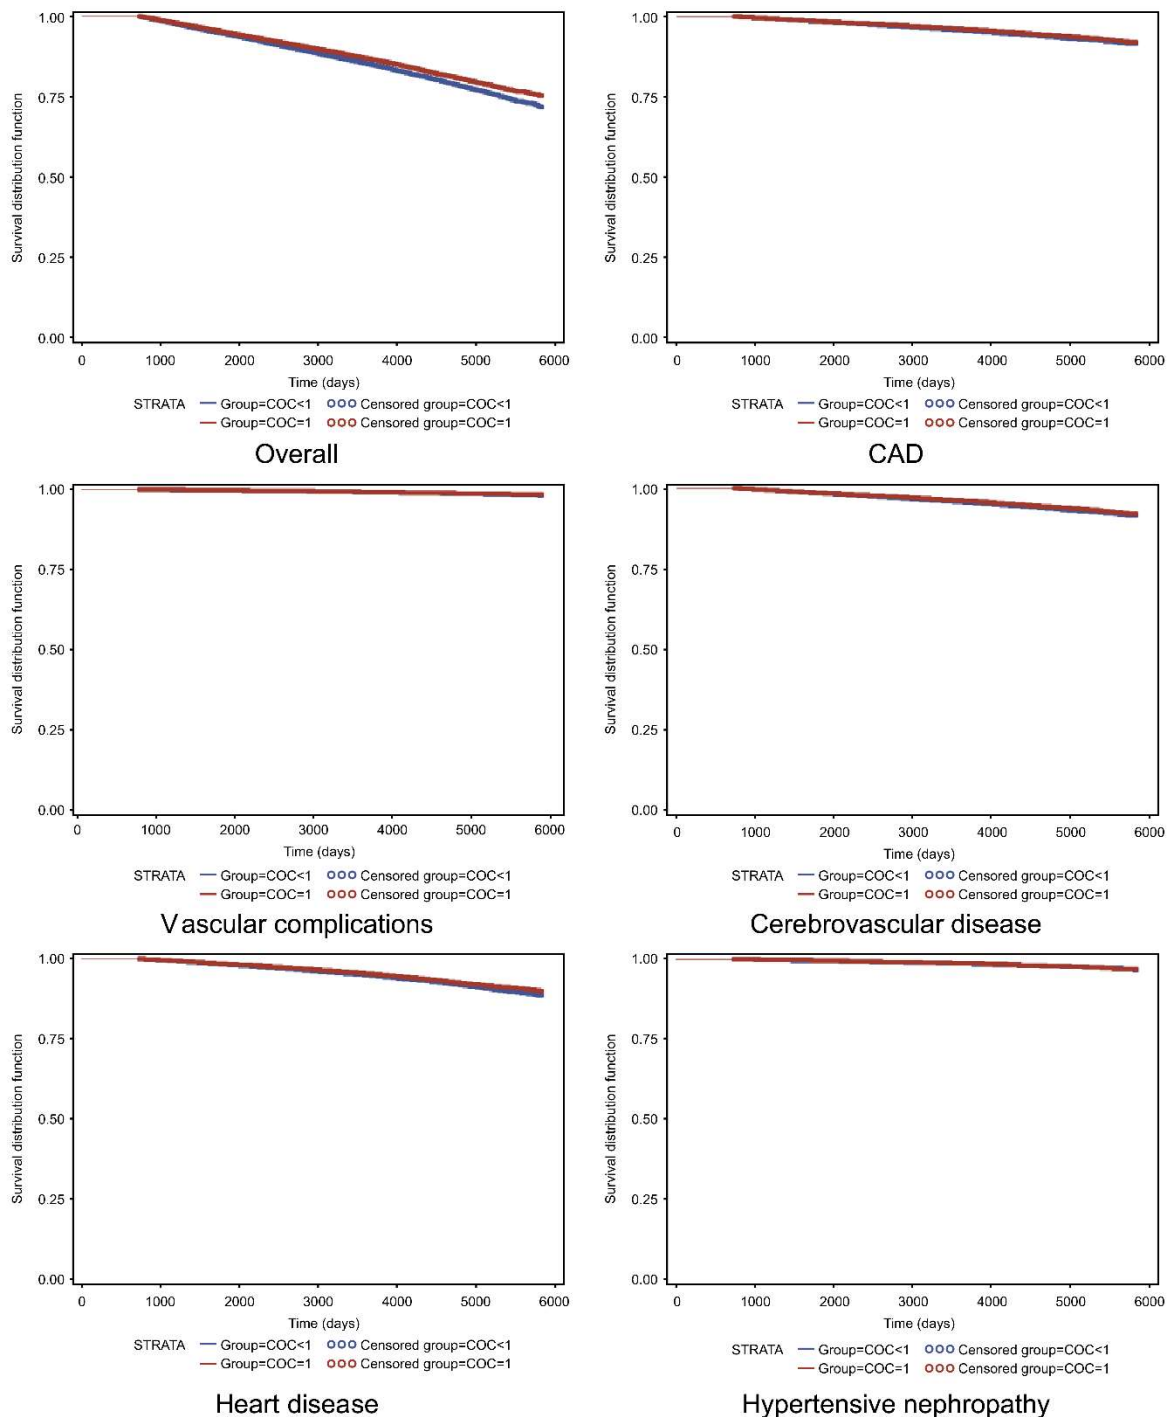 1.00
0.75
0.50
0.25
0.00
Survival distribution function
0 1000 2000 3000 4000 5000 6000
Time (days)
STRATA Group=COC<1 Censored group=COC<1
Group=COC=1 Censored group=COC=1
Overall
1.00
0.75
0.50
0.25
0.00
Survival distribution function
0 1000 2000 3000 4000 5000 6000
Time (days)
STRATA Group=COC<1 Censored group=COC<1
Group=COC=1 Censored group=COC=1
CAD
1.00
0.75
0.50
0.25
0.00
Survival distribution function
0 1000 2000 3000 4000 5000 6000
Time (days)
STRATA Group=COC<1 Censored group=COC<1
Group=COC=1 Censored group=COC=1
Vascular complications
1.00
0.75
0.50
0.25
0.00
Survival distribution function
0 1000 2000 3000 4000 5000 6000
Time (days)
STRATA Group=COC<1 Censored group=COC<1
Group=COC=1 Censored group=COC=1
Cerebrovascular disease
1.00
0.75
0.50
0.25
0.00
Survival distribution function
0 1000 2000 3000 4000 5000 6000
Time (days)
STRATA Group=COC<1 Censored group=COC<1
Group=COC=1 Censored group=COC=1
Heart disease
1.00
0.75
0.50
0.25
0.00
Survival distribution function
0 1000 2000 3000 4000 5000 6000
Time (days)
STRATA Group=COC<1 Censored group=COC<1
Group=COC=1 Censored group=COC=1
Hypertensive nephropathy